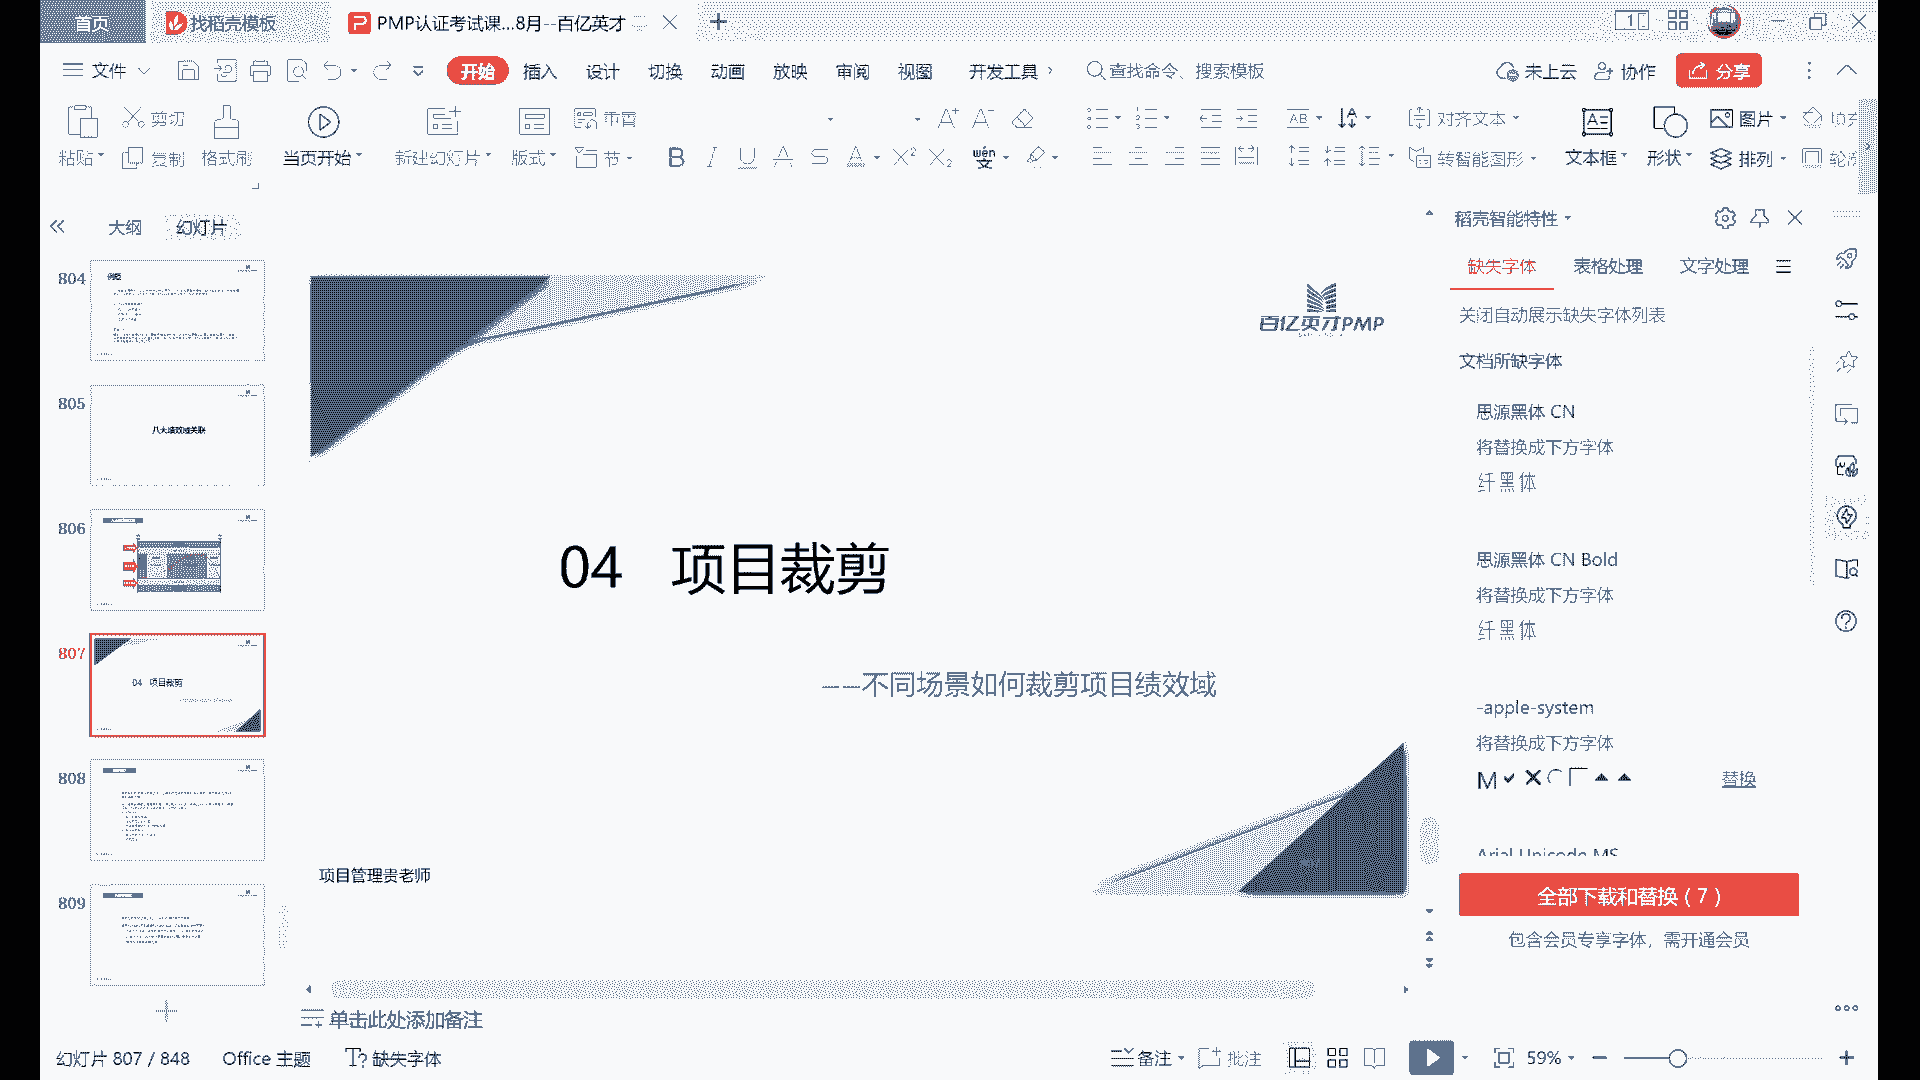 首页
找稻壳模板
PMP认证考试课...8月--百亿英才
文件
开始
插入
设计
切换
动画
放映
审阅
视图
开发工具
查找命令、搜索模板
未上云
协作
分享
粘贴
剪切
复制
格式刷
当页开始
新建幻灯片
版式
重置
节
对齐文本
转智能图形
文本框
形状
图片
排列
大纲
幻灯片
804
例题
805
八大绩效域关联
806
807
04 项目裁剪
808
809
百亿英才PMP
04 项目裁剪
——不同场景如何裁剪项目绩效域
项目管理贵老师
稻壳智能特性
缺失字体
表格处理
文字处理
关闭自动展示缺失字体列表
文档所缺字体
思源黑体 CN
将替换成下方字体
纤黑体
思源黑体 CN Bold
将替换成下方字体
纤黑体
-apple-system
将替换成下方字体
替换
Arial Unicode MS
全部下载和替换（7）
包含会员专享字体，需开通会员
单击此处添加备注
幻灯片 807 / 848
Office 主题
缺失字体
备注
批注
59%